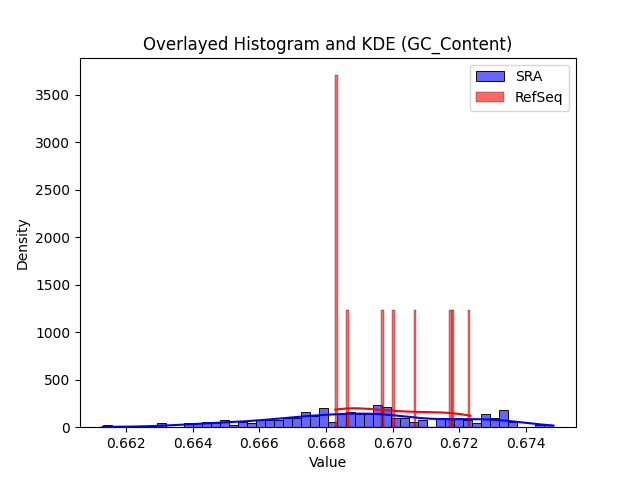 Overlayed Histogram and KDE (GC_Content)
SRA
RefSeq
3500
3000
2500
2000
1500
1000
500
0
Density
0.662 0.664 0.666 0.668 0.670 0.672 0.674
Value